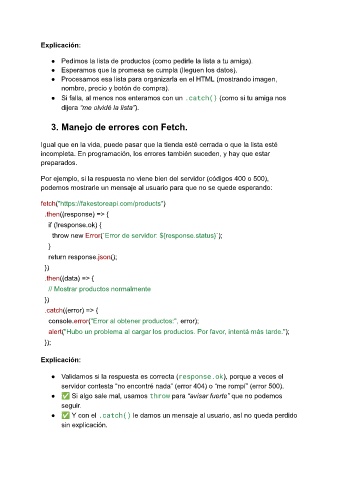 Explicación:
● Pedimos la lista de productos (como pedirle la lista a tu amiga).
● Esperamos que la promesa se cumpla (lleguen los datos).
● Procesamos esa lista para organizarla en el HTML (mostrando imagen,
nombre, precio y botón de compra).
● Si falla, al menos nos enteramos con un .catch() (como si tu amiga nos
dijera "me olvidé la lista").
3. Manejo de errores con Fetch.
Igual que en la vida, puede pasar que la tienda esté cerrada o que la lista esté
incompleta. En programación, los errores también suceden, y hay que estar
preparados.
Por ejemplo, si la respuesta no viene bien del servidor (códigos 400 o 500),
podemos mostrarle un mensaje al usuario para que no se quede esperando:
fetch("https://fakestoreapi.com/products")
.then((response) => {
if (!response.ok) {
throw new Error(`Error de servidor: ${response.status}`);
}
return response.json();
})
.then((data) => {
// Mostrar productos normalmente
})
.catch((error) => {
console.error("Error al obtener productos:", error);
alert("Hubo un problema al cargar los productos. Por favor, intentá más tarde.");
});
Explicación:
● Validamos si la respuesta es correcta (response.ok), porque a veces el
servidor contesta "no encontré nada" (error 404) o "me rompí" (error 500).
● ✅ Si algo sale mal, usamos throw para "avisar fuerte" que no podemos
seguir.
● ✅ Y con el .catch() le damos un mensaje al usuario, así no queda perdido
sin explicación.